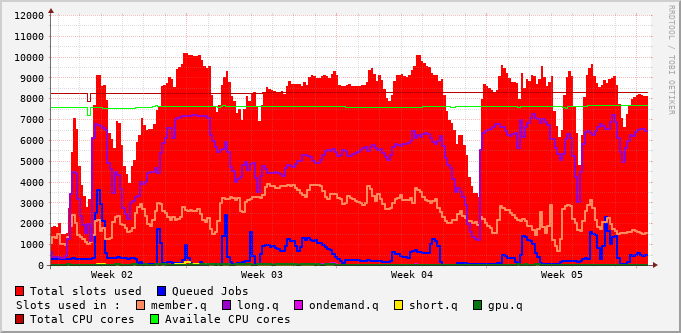 12000
11000
10000
9000
8000
7000
6000
5000
4000
3000
2000
1000
0
Week 02 Week 03 Week 04 Week 05
RRDTOOL / TOBI OETIKER
Total slots used Queued Jobs
Slots used in : member.q long.q ondemand.q short.q gpu.q
Total CPU cores Availale CPU cores